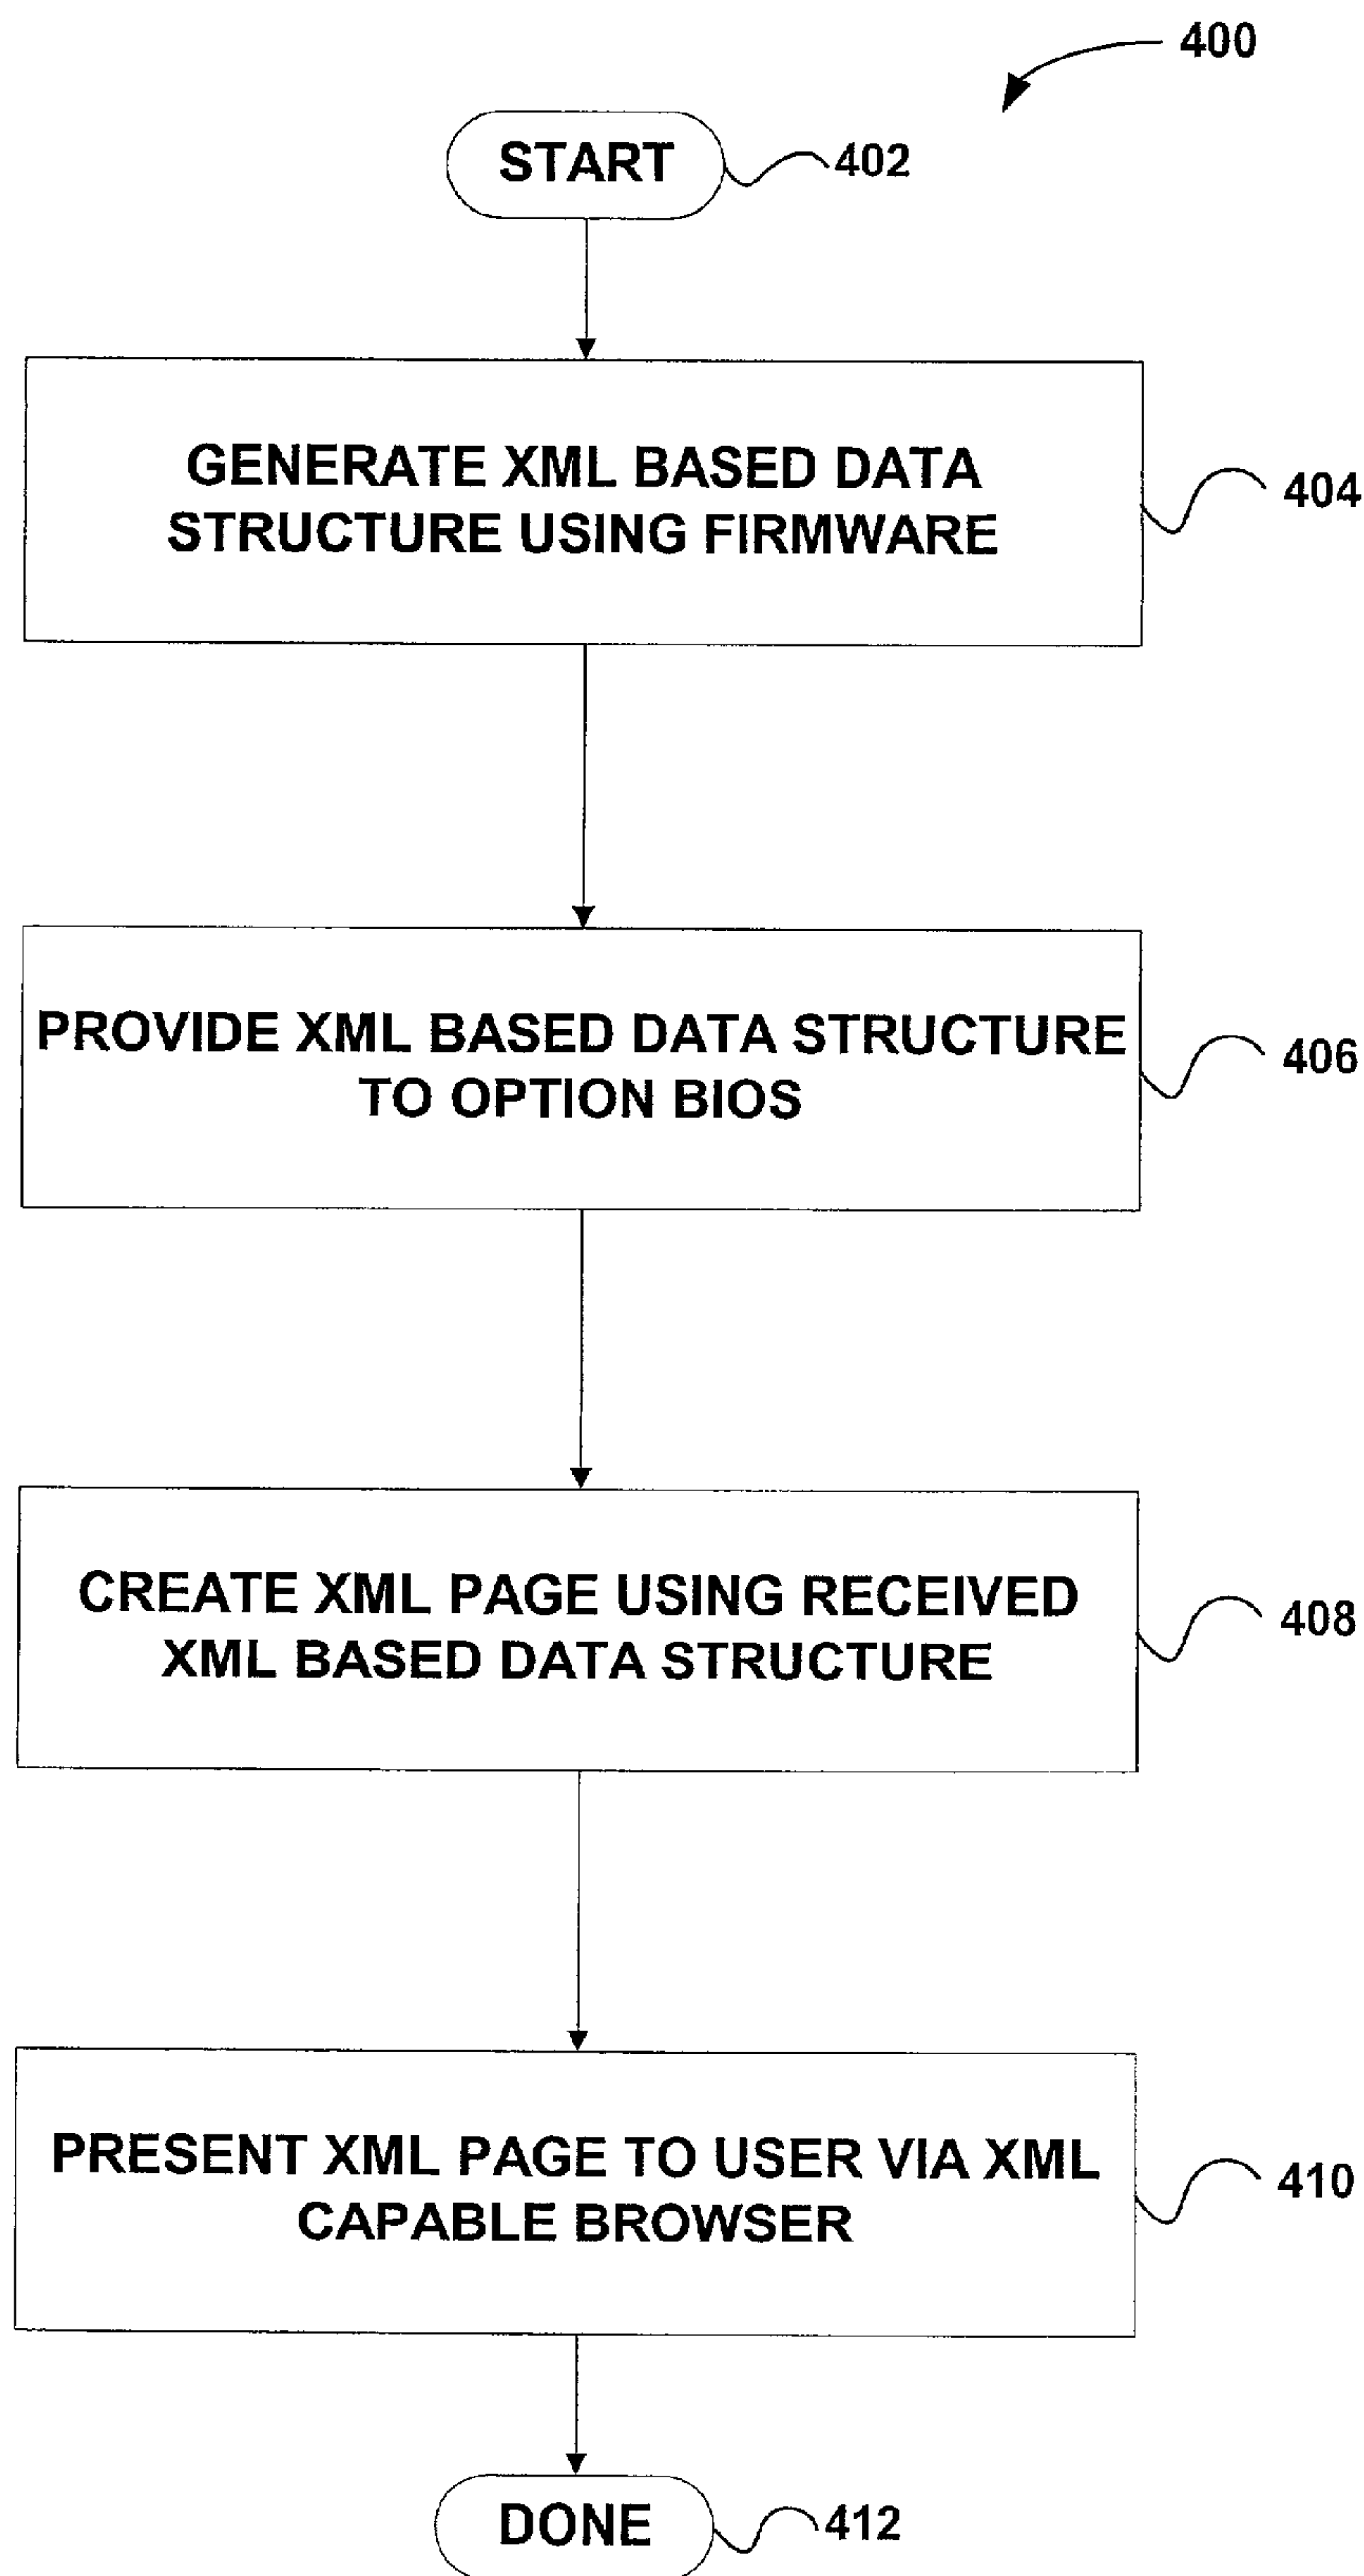 400
START
402
GENERATE XML BASED DATA
STRUCTURE USING FIRMWARE
404
PROVIDE XML BASED DATA STRUCTURE
TO OPTION BIOS
406
CREATE XML PAGE USING RECEIVED
XML BASED DATA STRUCTURE
408
PRESENT XML PAGE TO USER VIA XML
CAPABLE BROWSER
410
DONE
412